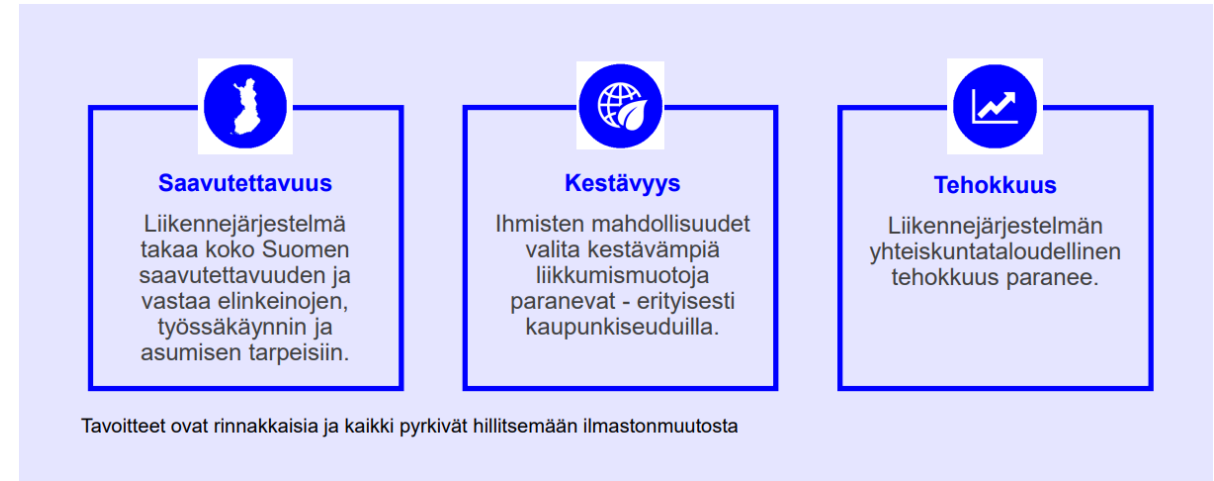 Saavutettavuus
Liikennejärjestelmä
takaa koko Suomen
saavutettavuuden ja
vastaa elinkeinojen,
työssäkäynnin ja
asumisen tarpeisiin.
Kestävyys
Ihmisten mahdollisuudet
valita kestävämpiä
liikkumismuotoja
paranevat - erityisesti
kaupunkiseuduilla.
Tehokkuus
Liikennejärjestelmän
yhteiskuntataloudellinen
tehokkuus paranee.
Tavoitteet ovat rinnakkaisia ja kaikki pyrkivät hillitsemään ilmastonmuutosta